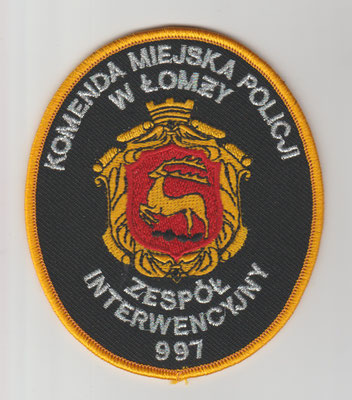 KOMENDA MIEJSKA POLICJI
W ŁOMŻY
ZESPÓŁ
INTERWENCYJNY
997